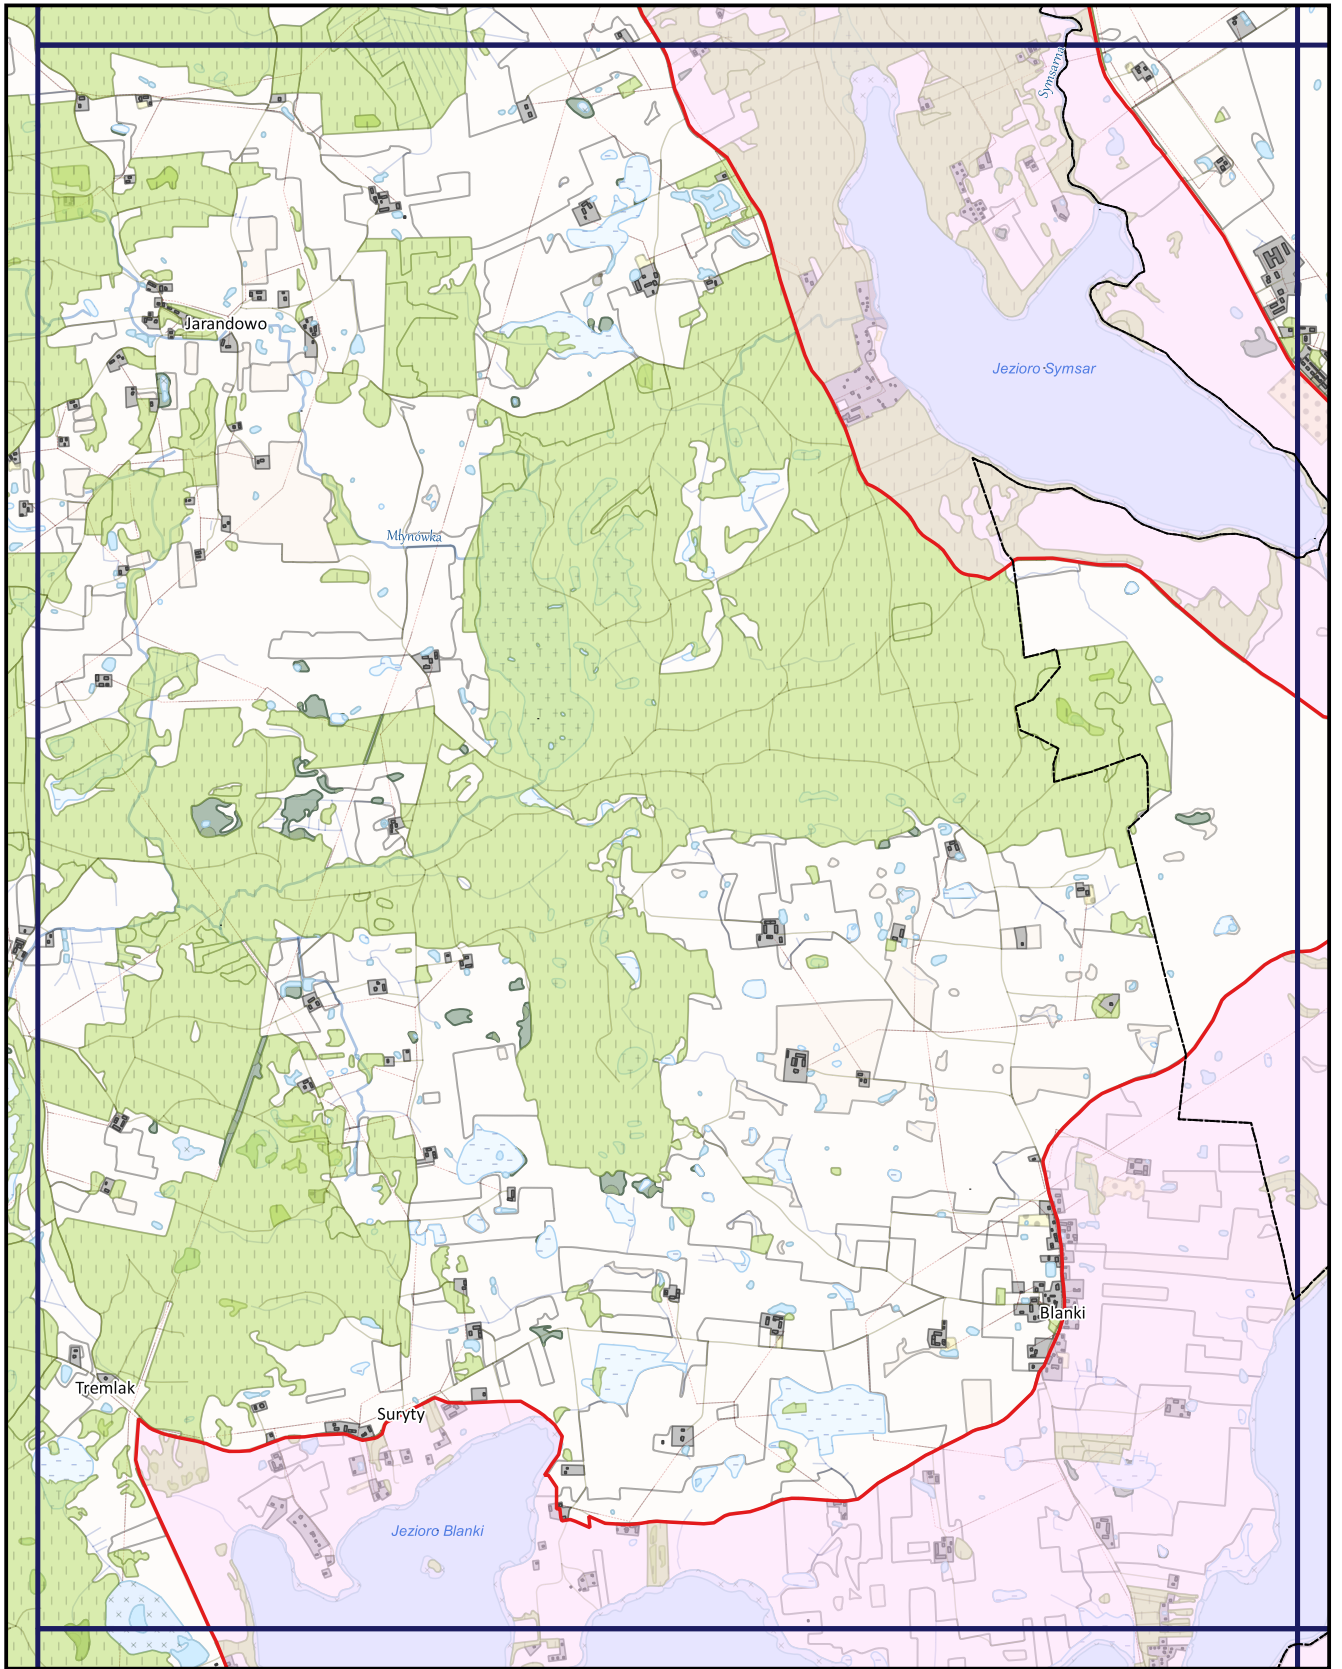 Symsarna
Jarandowo
Jezioro Symsar
Młynówka
Blanki
Tremlak
Suryty
Jezioro Blanki